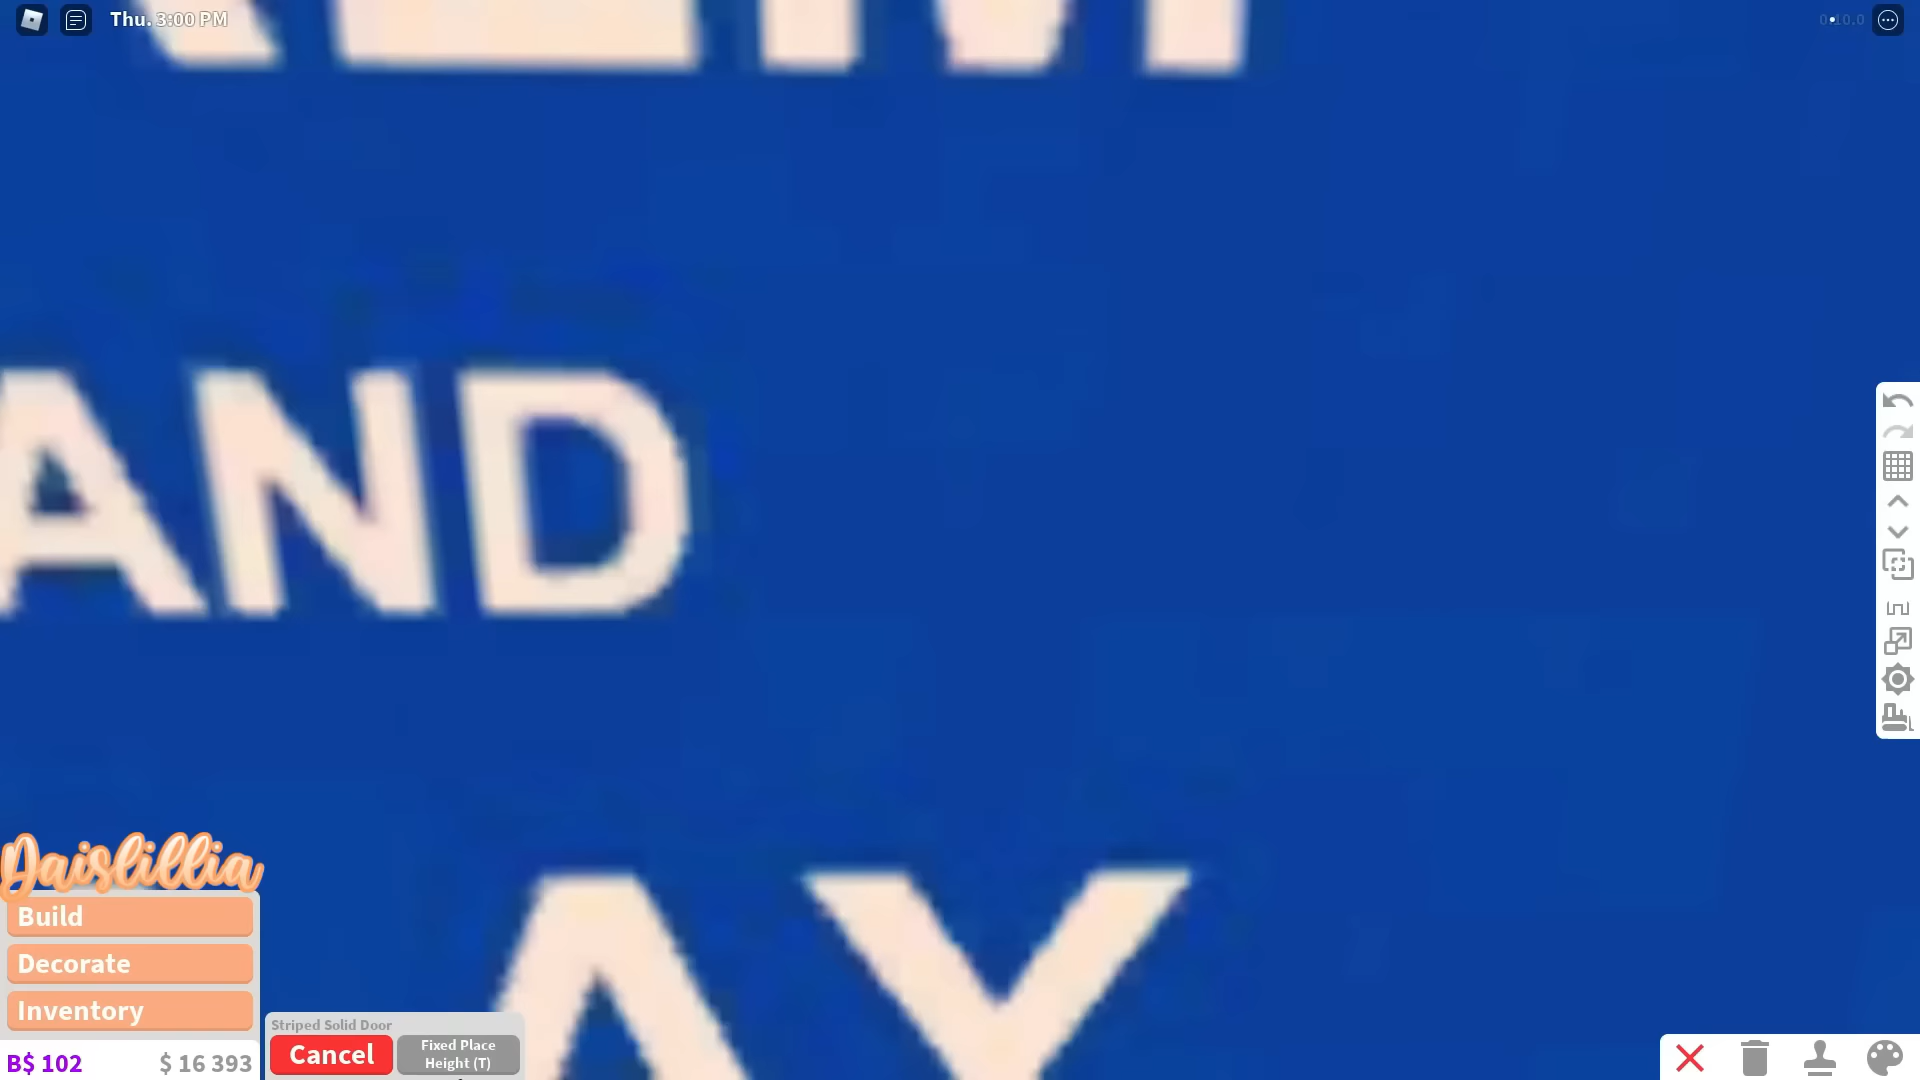 Thu. 3:00 PM
AND
AY
Daislillia
Build
Decorate
Inventory
B$ 102
$ 16 393
Striped Solid Door
Cancel
Fixed Place
Height (T)